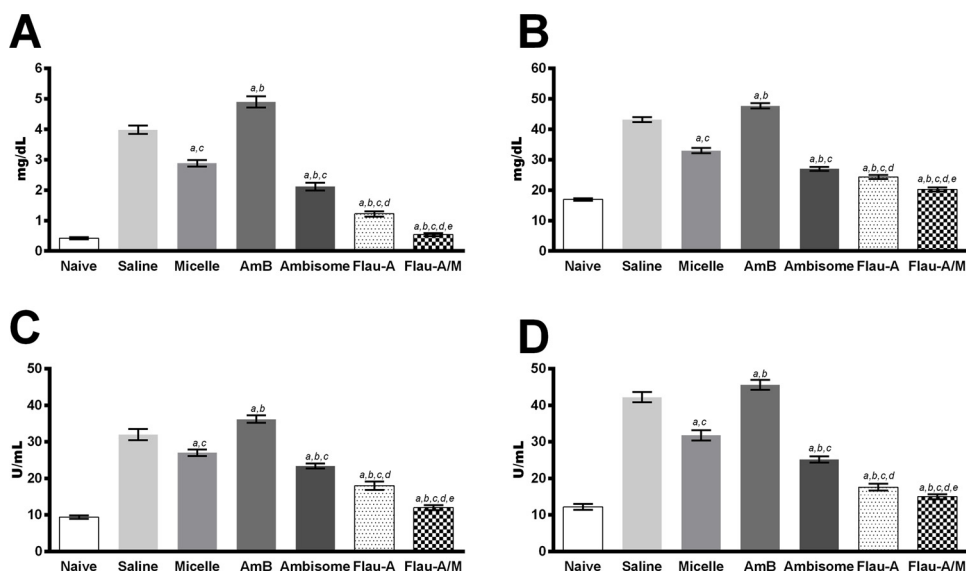 A
mg/dL
6
5
4
3
2
1
0
a,c
a,b
a,b,c
a,b,c,d
a,b,c,d,e
Naive Saline Micelle AmB Ambisome Flau-A Flau-A/M
B
mg/dL
60
50
40
30
20
10
0
a,c
a,b
a,b,c
a,b,c,d
a,b,c,d,e
Naive Saline Micelle AmB Ambisome Flau-A Flau-A/M
C
U/mL
50
40
30
20
10
0
a,c
a,b
a,b,c
a,b,c,d
a,b,c,d,e
Naive Saline Micelle AmB Ambisome Flau-A Flau-A/M
D
U/mL
50
40
30
20
10
0
a,c
a,b
a,b,c
a,b,c,d
a,b,c,d,e
Naive Saline Micelle AmB Ambisome Flau-A Flau-A/M